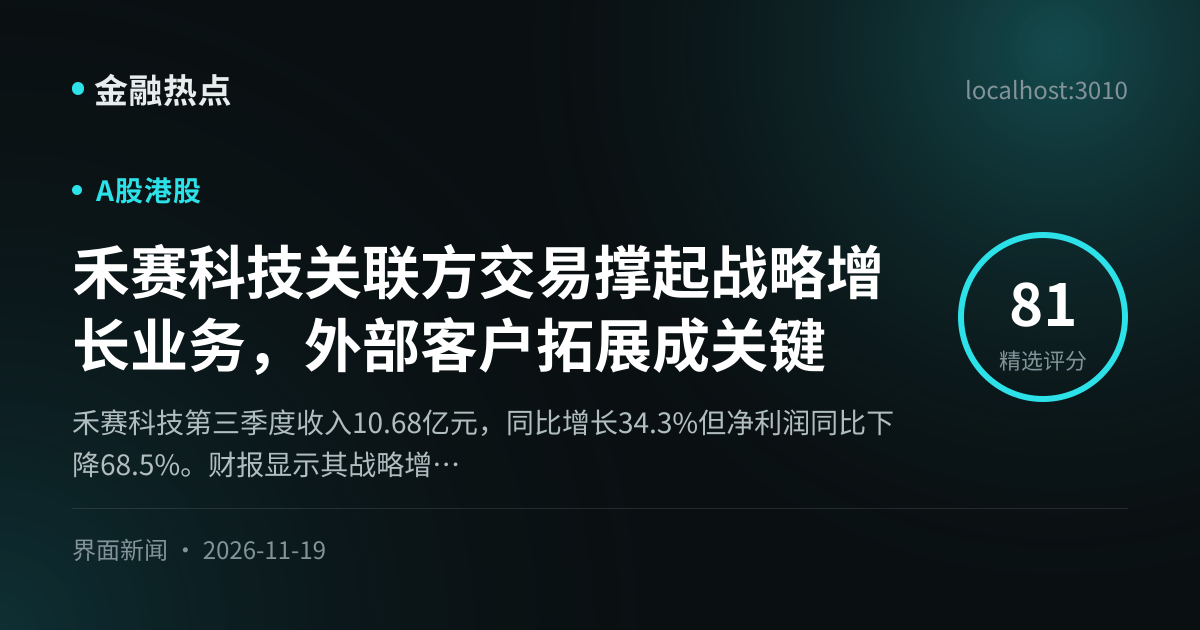 金融热点
localhost:3010
A股港股
禾赛科技关联方交易撑起战略增
长业务，外部客户拓展成关键
81
精选评分
禾赛科技第三季度收入10.68亿元，同比增长34.3%但净利润同比下
降68.5%。财报显示其战略增…
界面新闻 • 2026-11-19